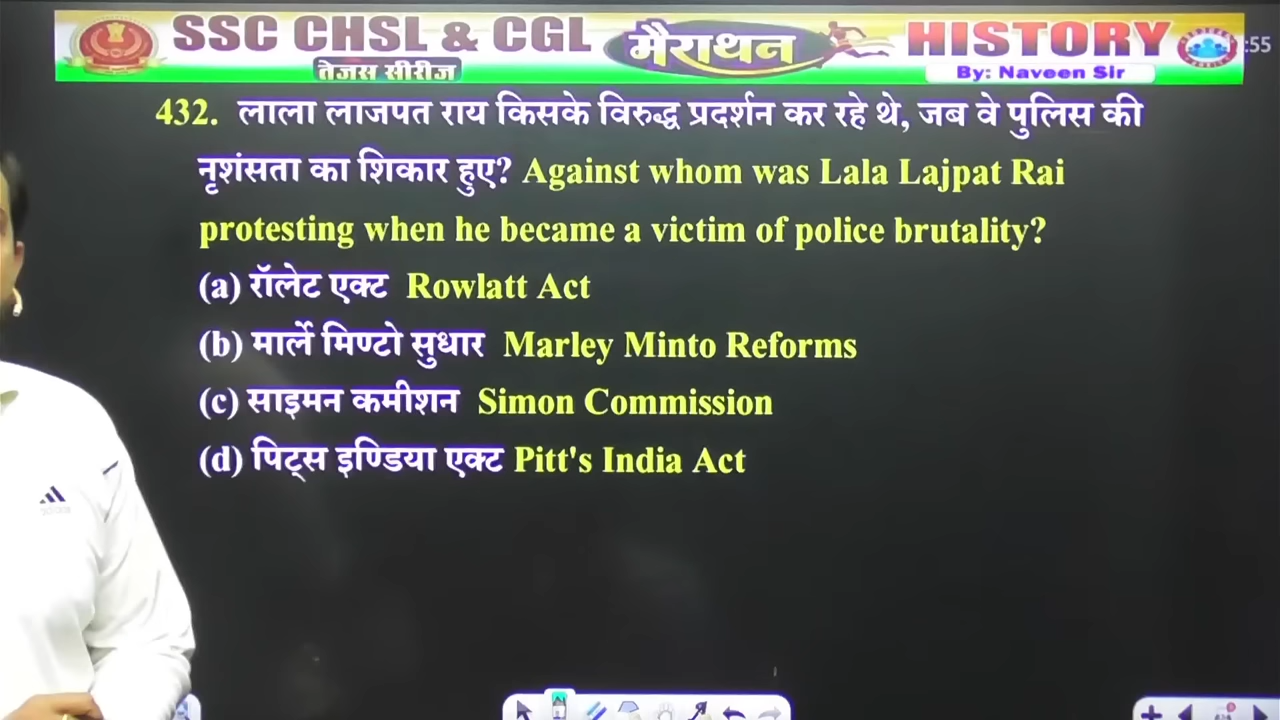 SSC CHSL & CGL
तेजस सीरीज
मैराथन
HISTORY
By: Naveen Sir
:55
432. लाला लाजपत राय किसके विरुद्ध प्रदर्शन कर रहे थे, जब वे पुलिस की
नृशंसता का शिकार हुए? Against whom was Lala Lajpat Rai
protesting when he became a victim of police brutality?
(a) रॉलेट एक्ट Rowlatt Act
(b) मार्ले मिण्टो सुधार Marley Minto Reforms
(c) साइमन कमीशन Simon Commission
(d) पिट्स इण्डिया एक्ट Pitt's India Act
adidas